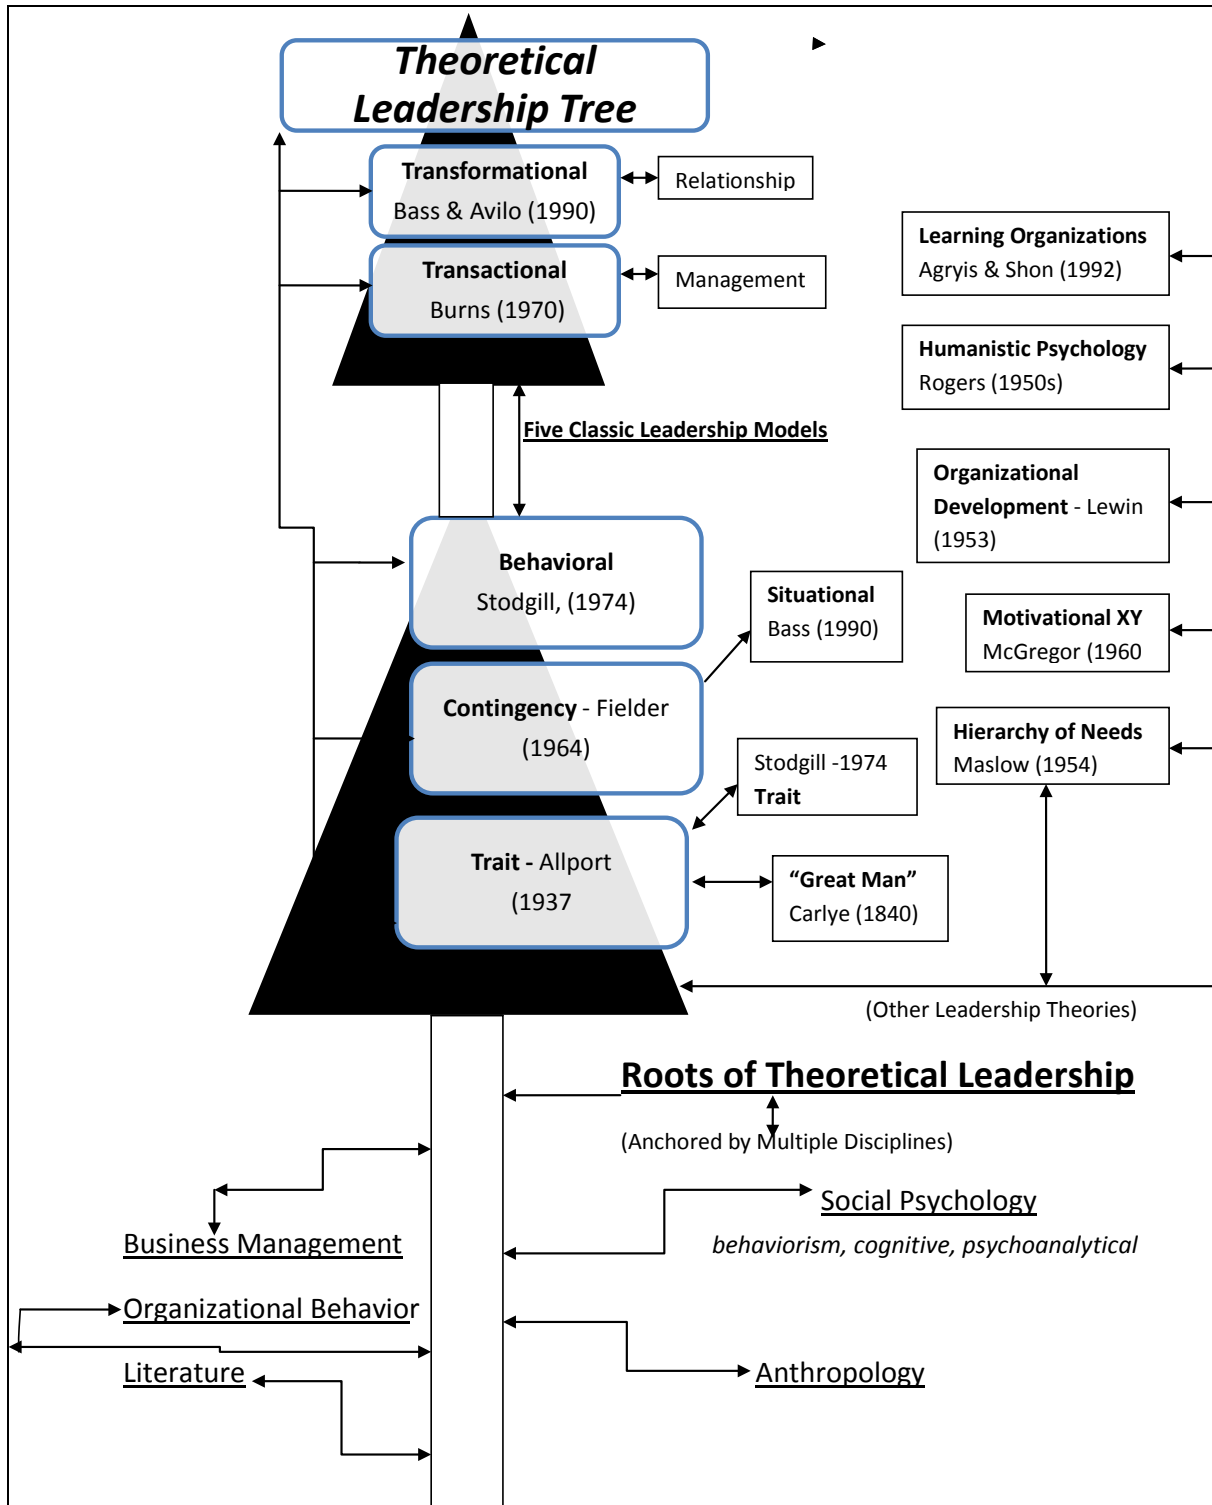 Theoretical
Leadership Tree
Transformational
Bass & Avilo (1990)
Relationship
Transactional
Burns (1970)
Management
Learning Organizations
Agryis & Shon (1992)
Humanistic Psychology
Rogers (1950s)
Five Classic Leadership Models
Organizational
Development - Lewin
(1953)
Behavioral
Stodgill, (1974)
Situational
Bass (1990)
Motivational XY
McGregor (1960
Contingency - Fielder
(1964)
Hierarchy of Needs
Maslow (1954)
Stodgill -1974
Trait
Trait - Allport
(1937
“Great Man”
Carlye (1840)
(Other Leadership Theories)
Roots of Theoretical Leadership
(Anchored by Multiple Disciplines)
Social Psychology
behaviorism, cognitive, psychoanalytical
Business Management
Organizational Behavior
Literature
Anthropology